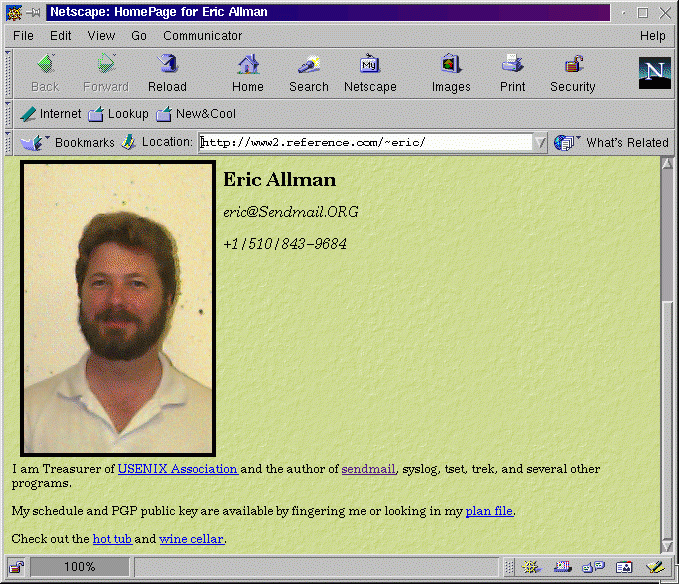 Netscape: HomePage for Eric Allman
File Edit View Go Communicator Help
Back Forward Reload Home Search Netscape Images Print Security
My
N
Internet Lookup New&Cool
Bookmarks Location: http://www2.reference.com/~eric/ What's Related
Eric Allman
eric@Sendmail.ORG
+1/510/843-9684
I am Treasurer of USENIX Association and the author of sendmail, syslog, tset, trek, and several other
programs.
My schedule and PGP public key are available by fingering me or looking in my plan file.
Check out the hot tub and wine cellar.
100%